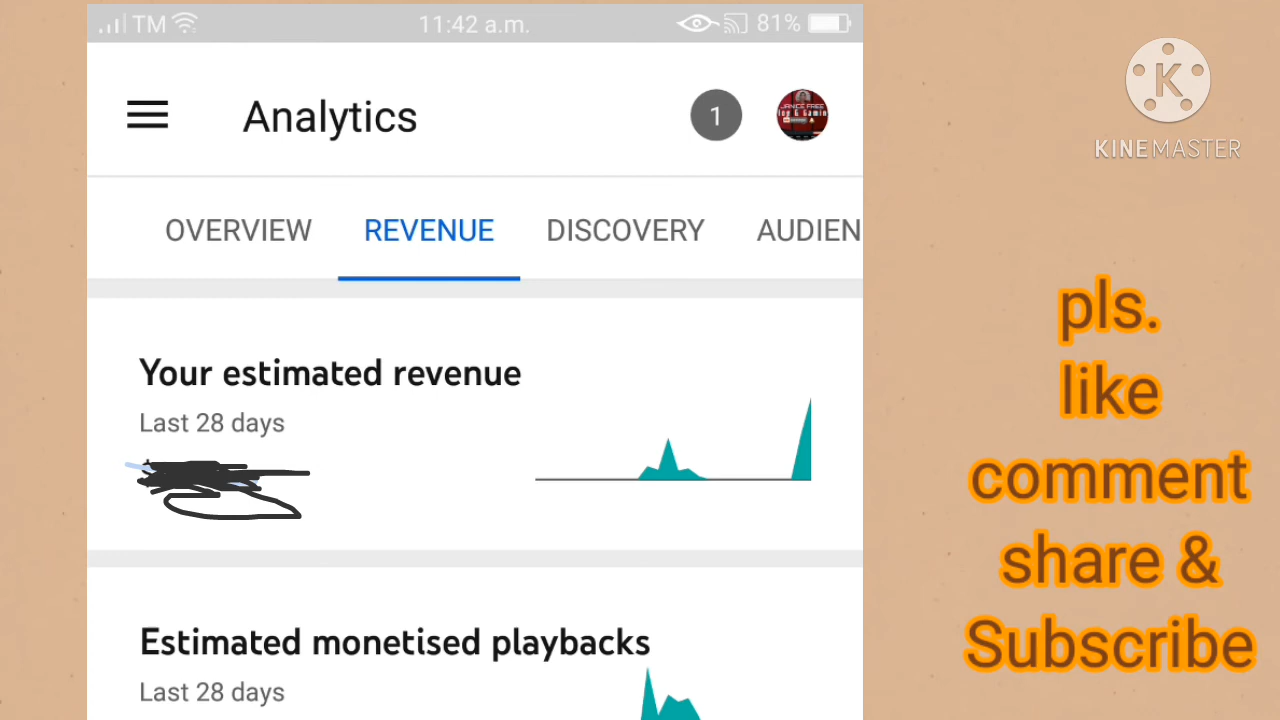 TM 11:42 a.m. 81%
Analytics 1
OVERVIEW REVENUE DISCOVERY AUDIEN
Your estimated revenue
Last 28 days
Estimated monetised playbacks
Last 28 days
K
KINEMASTER
pls.
like
comment
share &
Subscribe